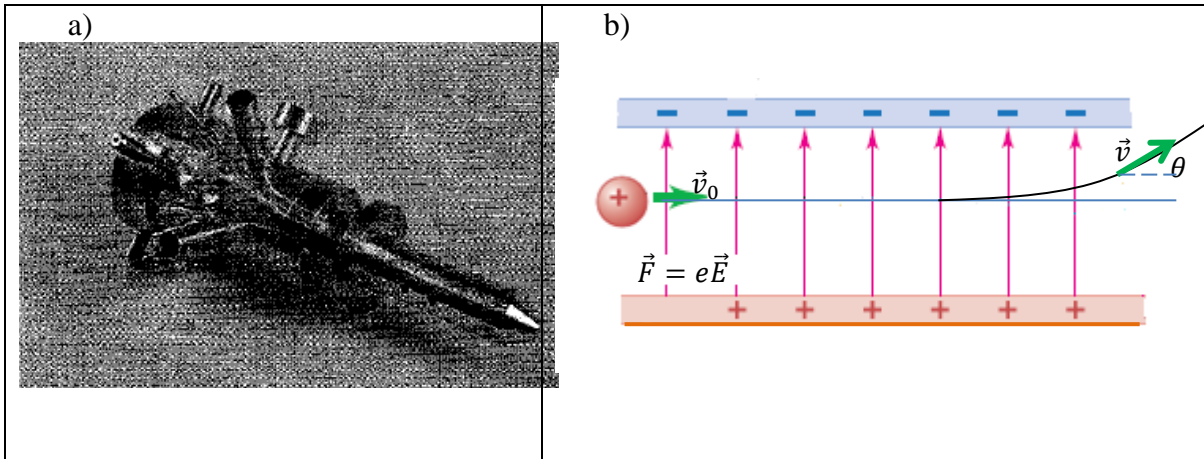 a)
b)
− − − − − − −
+
v⃗₀
v⃗
θ
F⃗ = eE⃗
+ + + + + +